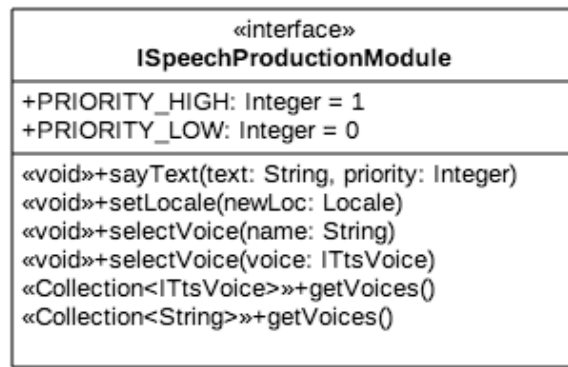 «interface»
ISpeechProductionModule
+PRIORITY_HIGH: Integer = 1
+PRIORITY_LOW: Integer = 0
«void»+sayText(text: String, priority: Integer)
«void»+setLocale(newLoc: Locale)
«void»+selectVoice(name: String)
«void»+selectVoice(voice: ITtsVoice)
«Collection<ITtsVoice>»+getVoices()
«Collection<String>»+getVoices()